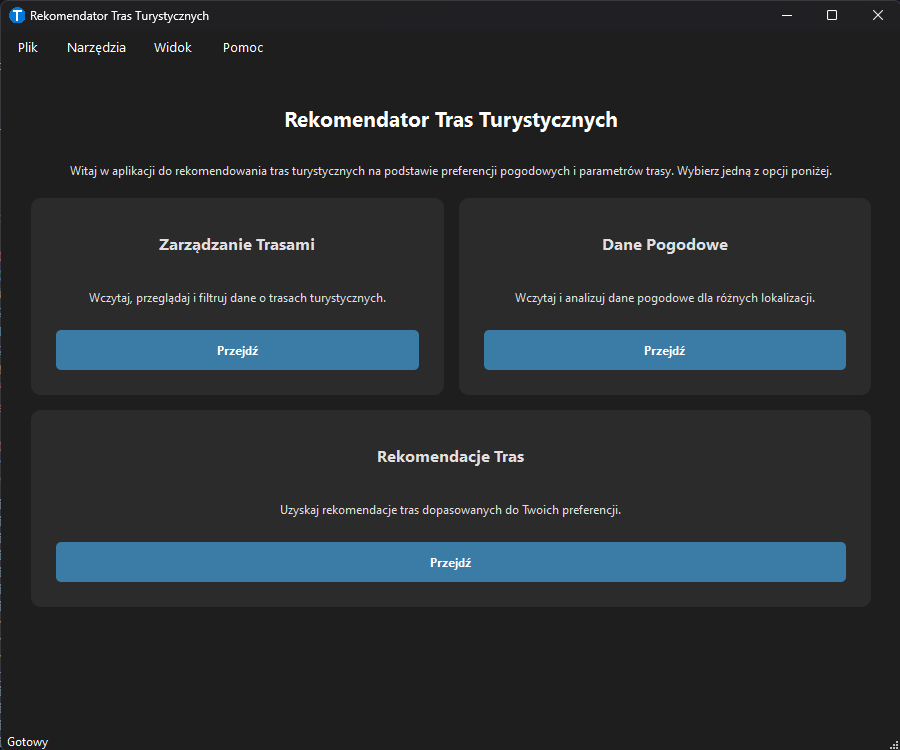 T Rekomendator Tras Turystycznych
Plik Narzędzia Widok Pomoc
Rekomendator Tras Turystycznych
Witaj w aplikacji do rekomendowania tras turystycznych na podstawie preferencji pogodowych i parametrów trasy. Wybierz jedną z opcji poniżej.
Zarządzanie Trasami
Wczytaj, przeglądaj i filtruj dane o trasach turystycznych.
Przejdź
Dane Pogodowe
Wczytaj i analizuj dane pogodowe dla różnych lokalizacji.
Przejdź
Rekomendacje Tras
Uzyskaj rekomendacje tras dopasowanych do Twoich preferencji.
Przejdź
Gotowy